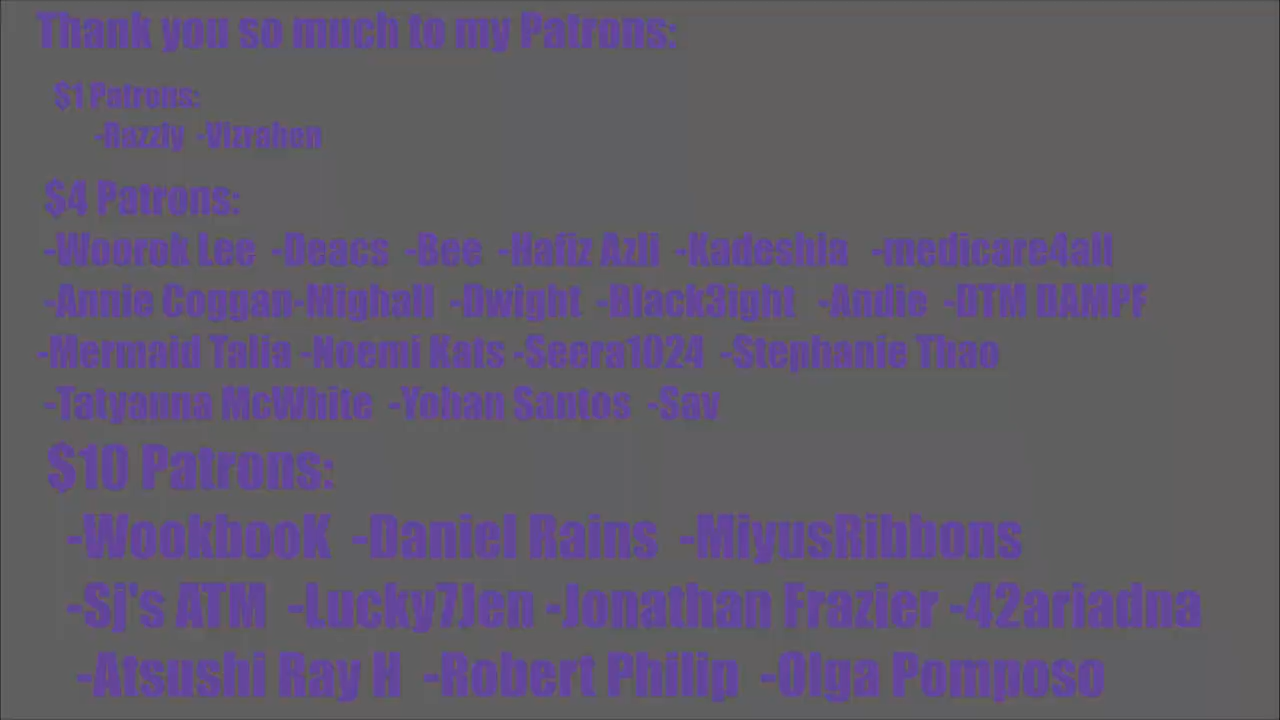 Thank you so much to my Patrons:
$1 Patrons:
-Ruzzly -Vizrahen
$4 Patrons:
-Woorok Lee -Deacs -Bee -Hafiz Azli -Kadeshia -medicare4all
-Annie Coggan-Mighall -Dwight -Black3ight -Andie -DTM DAMPF
-Mermaid Talia -Noemi Kats -Seera1024 -Stephanie Thao
-Tatyanna McWhite -Yohan Santos -Sav
$10 Patrons:
-WookbooK -Daniel Rains -MiyusRibbons
-Sj's ATM -Lucky7Jen -Jonathan Frazier -42ariadna
-Atsushi Ray H -Robert Philip -Olga Pomposo